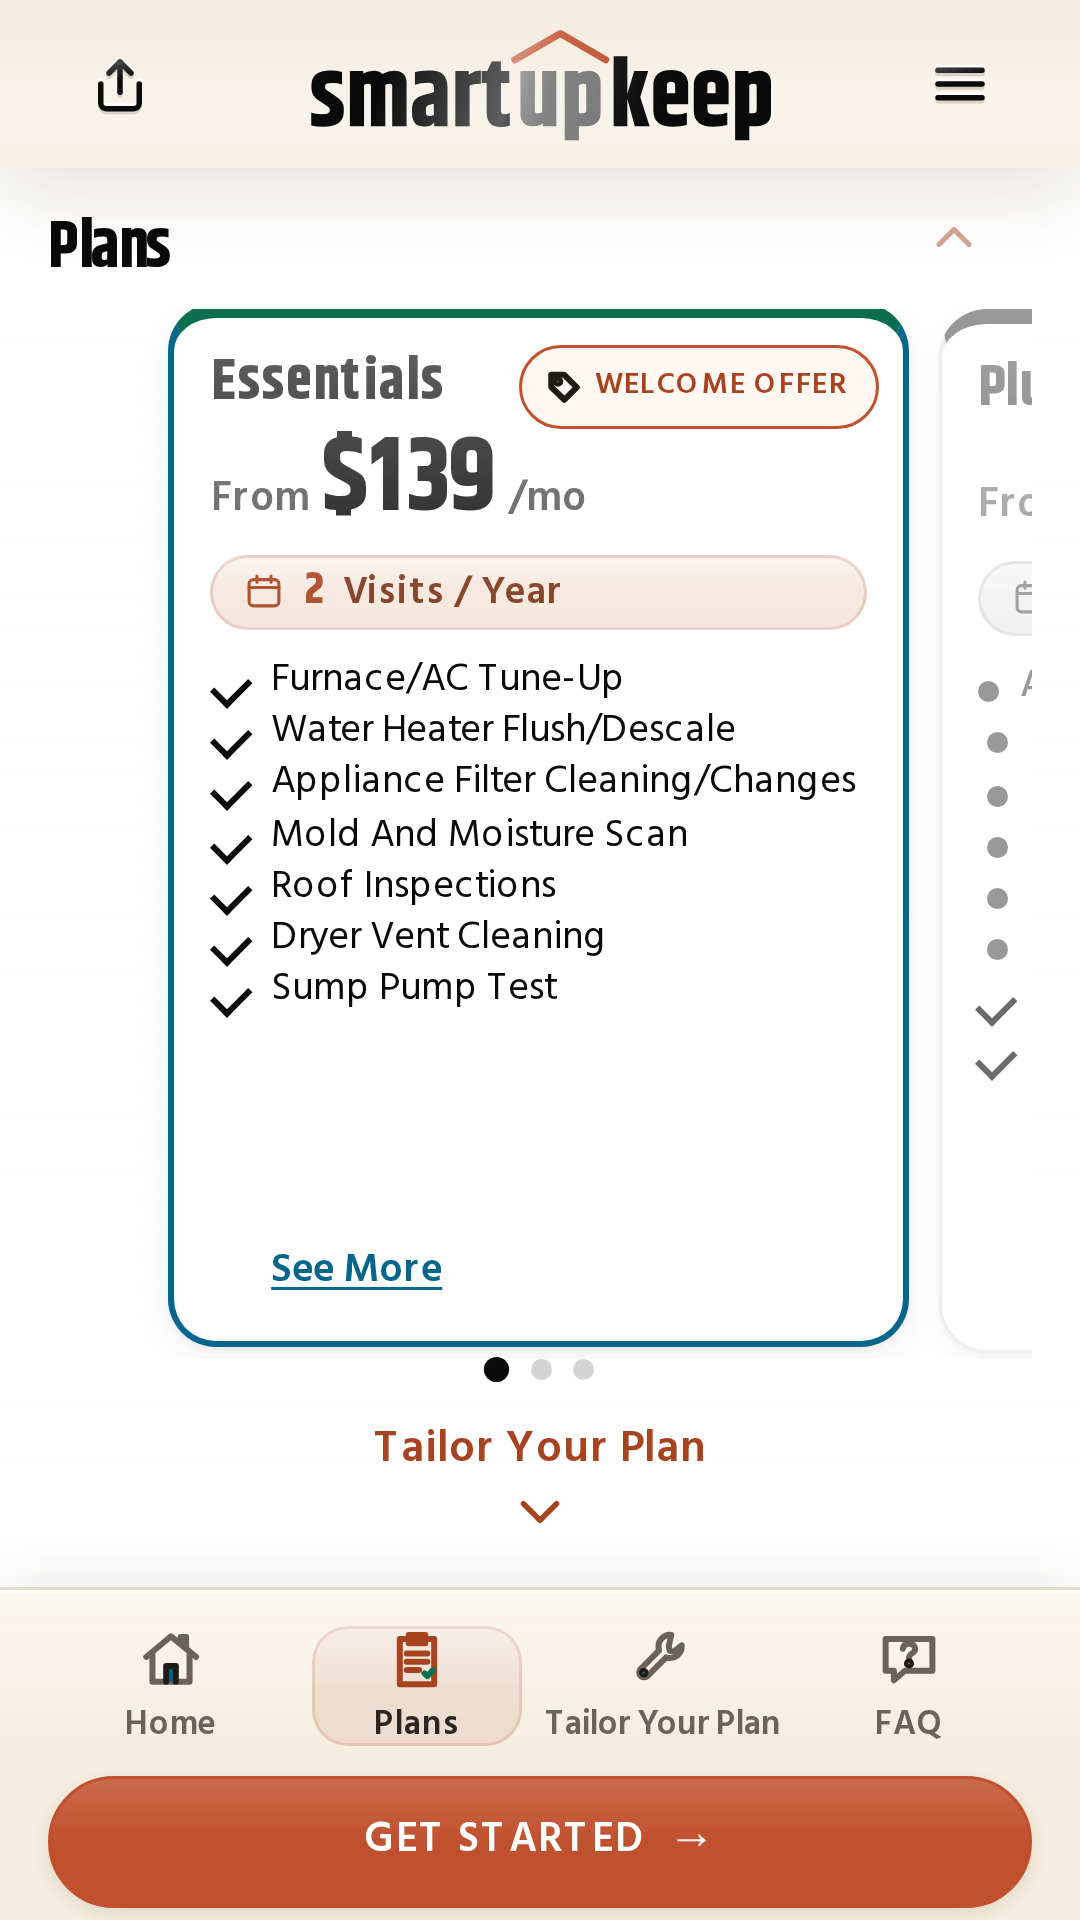 smartupkeep
Plans
Essentials
WELCOME OFFER
From $139 /mo
2 Visits / Year
Furnace/AC Tune-Up
Water Heater Flush/Descale
Appliance Filter Cleaning/Changes
Mold And Moisture Scan
Roof Inspections
Dryer Vent Cleaning
Sump Pump Test
See More
Tailor Your Plan
Home
Plans
Tailor Your Plan
FAQ
GET STARTED →